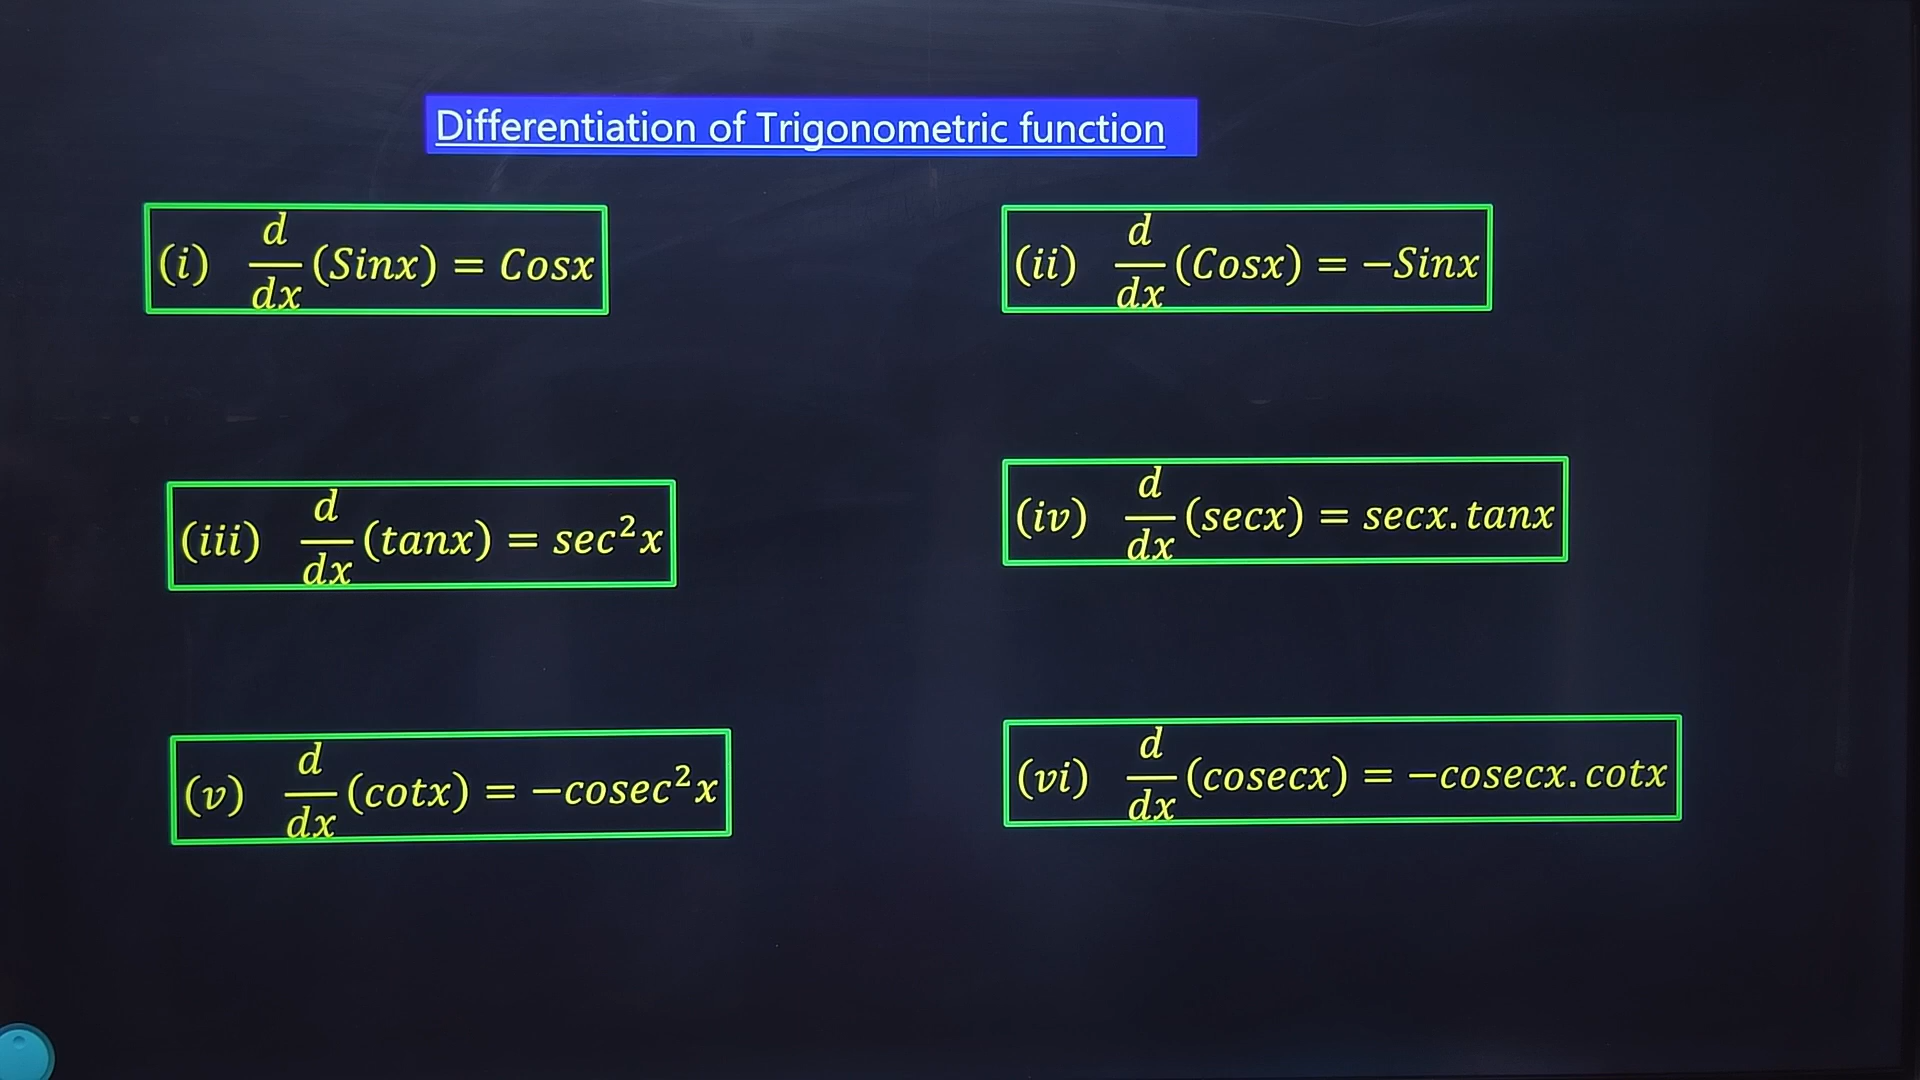 Differentiation of Trigonometric function
(i) d/dx (Sinx) = Cosx
(ii) d/dx (Cosx) = −Sinx
(iii) d/dx (tanx) = sec²x
(iv) d/dx (secx) = secx.tanx
(v) d/dx (cotx) = −cosec²x
(vi) d/dx (cosecx) = −cosecx.cotx